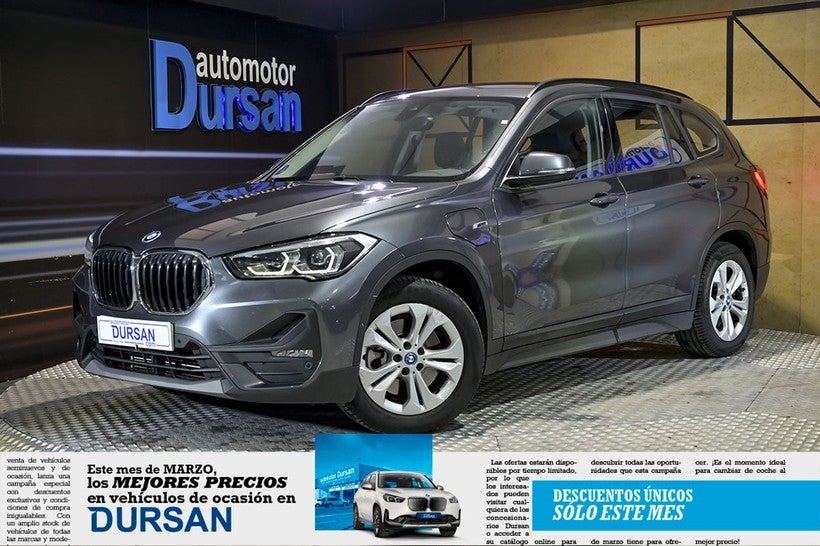 automotor
Dursan
automotor
DURSAN
.com
venta de vehículos
seminuevos y de
ocasión, lanza una
campaña especial
con descuentos
exclusivos y condi-
ciones de compra
inigualables. Con
un amplio stock de
vehículos de todas
las marcas y mode-
Este mes de MARZO,
los MEJORES PRECIOS
en vehículos de ocasión en
DURSAN
automotor Dursan
Las ofertas estarán dispo-
nibles por tiempo limitado,
por lo que
los interesa-
dos pueden
visitar cual-
quiera de los
concesiona-
rios Dursan
o acceder a
su catálogo online para
descubrir todas las oportu-
nidades que esta campaña
cer. ¡Es el momento ideal
para cambiar de coche al
DESCUENTOS ÚNICOS
SÓLO ESTE MES
de marzo tiene para ofre-
mejor precio!